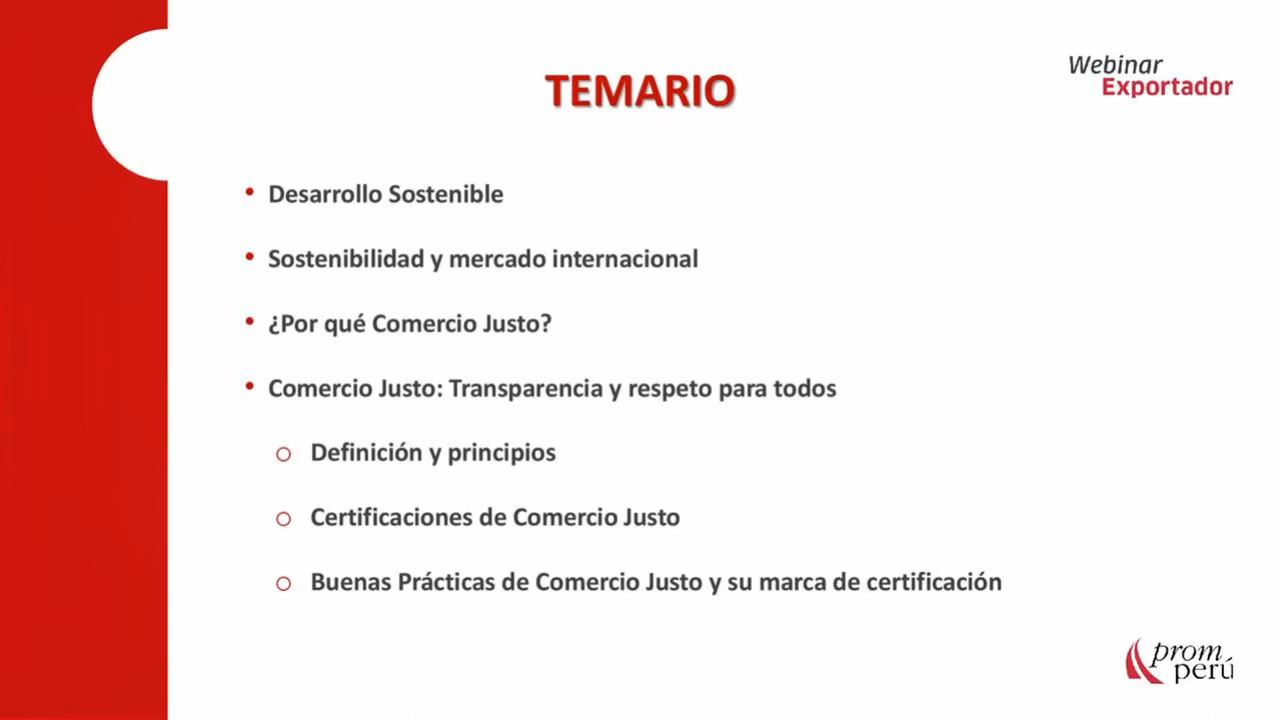 TEMARIO
Webinar
Exportador
• Desarrollo Sostenible
• Sostenibilidad y mercado internacional
• ¿Por qué Comercio Justo?
• Comercio Justo: Transparencia y respeto para todos
o Definición y principios
o Certificaciones de Comercio Justo
o Buenas Prácticas de Comercio Justo y su marca de certificación
prom
perú